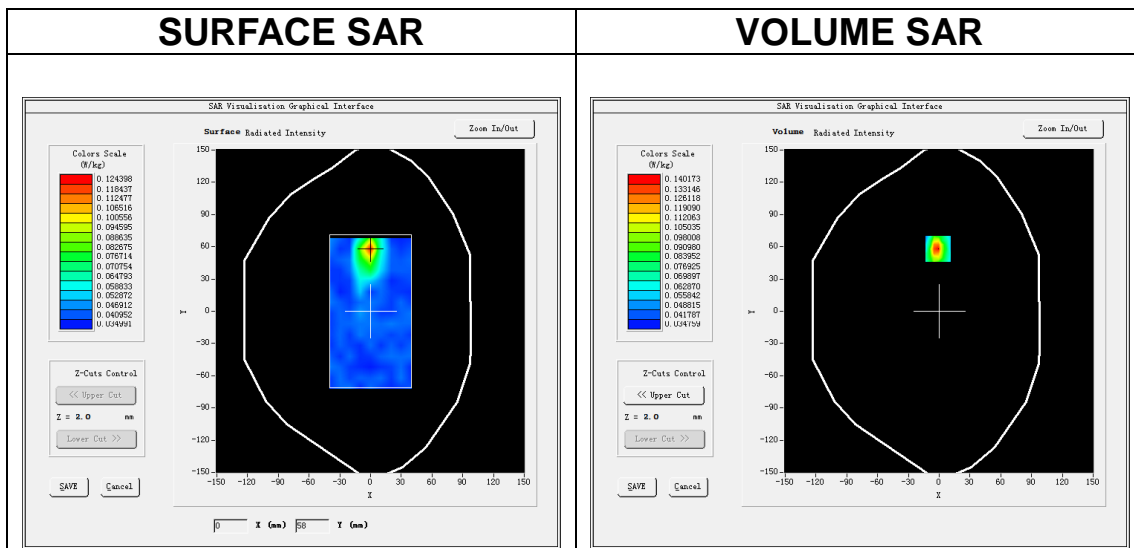 SURFACE SAR
VOLUME SAR
SAR Visualisation Graphical Interface
Surface Radiated Intensity
Zoom In/Out
Colors Scale
(W/kg)
0.124398
0.118437
0.112477
0.106516
0.100556
0.094595
0.088635
0.082675
0.076714
0.070754
0.064793
0.058833
0.052872
0.046912
0.040952
0.034991
Z-Cuts Control
<< Upper Cut
Z = 2.0 mm
Lower Cut >>
SAVE
Cancel
150
120
90
60
30
0
-30
-60
-90
-120
-150
Y
-150 -120 -90 -60 -30 0 30 60 90 120 150
X
0 X (mm) 58 Y (mm)
SAR Visualisation Graphical Interface
Volume Radiated Intensity
Zoom In/Out
Colors Scale
(W/kg)
0.140173
0.133146
0.126118
0.119090
0.112063
0.105035
0.098008
0.090980
0.083952
0.076925
0.069897
0.062870
0.055842
0.048815
0.041787
0.034759
Z-Cuts Control
<< Upper Cut
Z = 2.0 mm
Lower Cut >>
SAVE
Cancel
150
120
90
60
30
0
-30
-60
-90
-120
-150
Y
-150 -120 -90 -60 -30 0 30 60 90 120 150
X